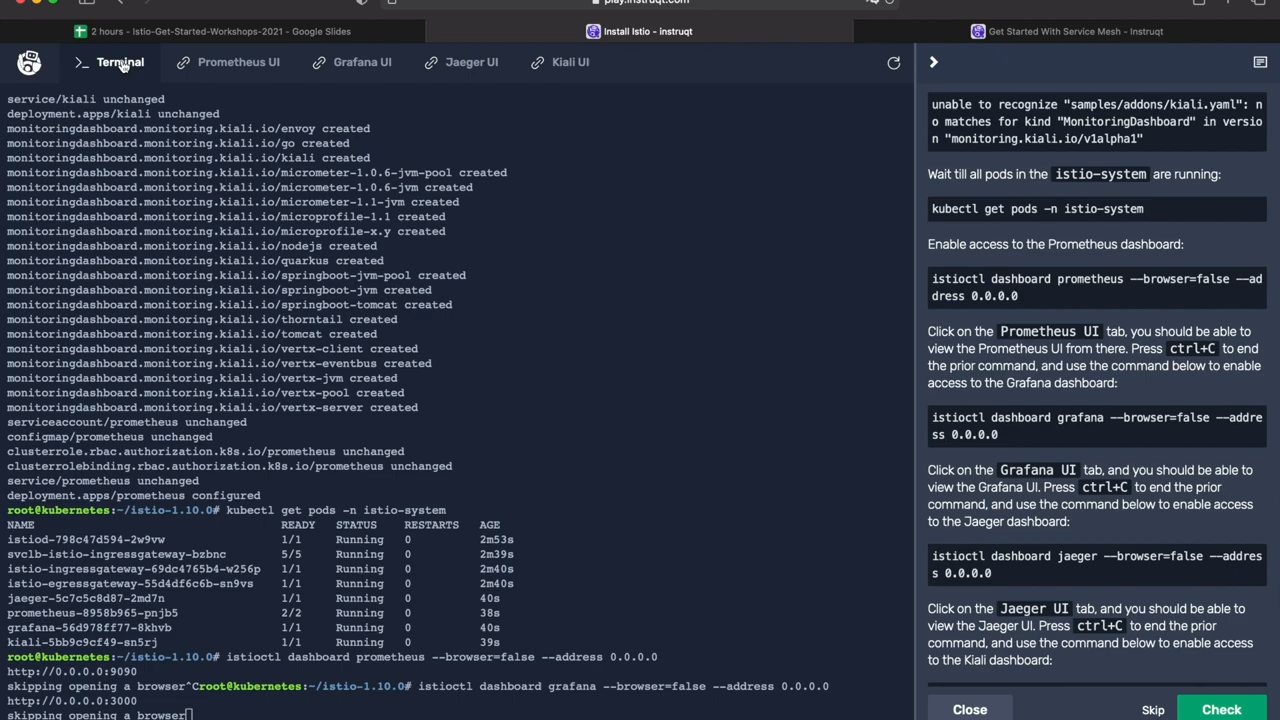 play.instruqt.com
2 hours - Istio-Get-Started-Workshops-2021 - Google Slides
Install Istio - instruqt
Get Started With Service Mesh - Instruqt
>_ Terminal
Prometheus UI
Grafana UI
Jaeger UI
Kiali UI
service/kiali unchanged
deployment.apps/kiali unchanged
monitoringdashboard.monitoring.kiali.io/envoy created
monitoringdashboard.monitoring.kiali.io/go created
monitoringdashboard.monitoring.kiali.io/kiali created
monitoringdashboard.monitoring.kiali.io/micrometer-1.0.6-jvm-pool created
monitoringdashboard.monitoring.kiali.io/micrometer-1.0.6-jvm created
monitoringdashboard.monitoring.kiali.io/micrometer-1.1-jvm created
monitoringdashboard.monitoring.kiali.io/microprofile-1.1 created
monitoringdashboard.monitoring.kiali.io/microprofile-x.y created
monitoringdashboard.monitoring.kiali.io/nodejs created
monitoringdashboard.monitoring.kiali.io/quarkus created
monitoringdashboard.monitoring.kiali.io/springboot-jvm-pool created
monitoringdashboard.monitoring.kiali.io/springboot-jvm created
monitoringdashboard.monitoring.kiali.io/springboot-tomcat created
monitoringdashboard.monitoring.kiali.io/thorntail created
monitoringdashboard.monitoring.kiali.io/tomcat created
monitoringdashboard.monitoring.kiali.io/vertx-client created
monitoringdashboard.monitoring.kiali.io/vertx-eventbus created
monitoringdashboard.monitoring.kiali.io/vertx-jvm created
monitoringdashboard.monitoring.kiali.io/vertx-pool created
monitoringdashboard.monitoring.kiali.io/vertx-server created
serviceaccount/prometheus unchanged
configmap/prometheus unchanged
clusterrole.rbac.authorization.k8s.io/prometheus unchanged
clusterrolebinding.rbac.authorization.k8s.io/prometheus unchanged
service/prometheus unchanged
deployment.apps/prometheus configured
root@kubernetes:~/istio-1.10.0# kubectl get pods -n istio-system
NAME READY STATUS RESTARTS AGE
istiod-798c47d594-2w9vw 1/1 Running 0 2m53s
svclb-istio-ingressgateway-bzbnc 5/5 Running 0 2m39s
istio-ingressgateway-69dc4765b4-w256p 1/1 Running 0 2m40s
istio-egressgateway-55d4df6c6b-sn9vs 1/1 Running 0 2m40s
jaeger-5c7c5c8d87-2md7n 1/1 Running 0 40s
prometheus-8958b965-pnjb5 2/2 Running 0 38s
grafana-56d978ff77-8khvb 1/1 Running 0 40s
kiali-5bb9c9cf49-sn5rj 1/1 Running 0 39s
root@kubernetes:~/istio-1.10.0# istioctl dashboard prometheus --browser=false --address 0.0.0.0
http://0.0.0.0:9090
skipping opening a browser^Croot@kubernetes:~/istio-1.10.0# istioctl dashboard grafana --browser=false --address 0.0.0.0
http://0.0.0.0:3000
skipping opening a browser
unable to recognize "samples/addons/kiali.yaml": n
o matches for kind "MonitoringDashboard" in versio
n "monitoring.kiali.io/v1alpha1"
Wait till all pods in the istio-system are running:
kubectl get pods -n istio-system
Enable access to the Prometheus dashboard:
istioctl dashboard prometheus --browser=false --ad
dress 0.0.0.0
Click on the Prometheus UI tab, you should be able to
view the Prometheus UI from there. Press ctrl+C to end
the prior command, and use the command below to enable
access to the Grafana dashboard:
istioctl dashboard grafana --browser=false --addre
ss 0.0.0.0
Click on the Grafana UI tab, and you should be able to
view the Grafana UI. Press ctrl+C to end the prior
command, and use the command below to enable access
to the Jaeger dashboard:
istioctl dashboard jaeger --browser=false --addres
s 0.0.0.0
Click on the Jaeger UI tab, and you should be able to
view the Jaeger UI. Press ctrl+C to end the prior
command, and use the command below to enable access
to the Kiali dashboard:
Close
Skip
Check